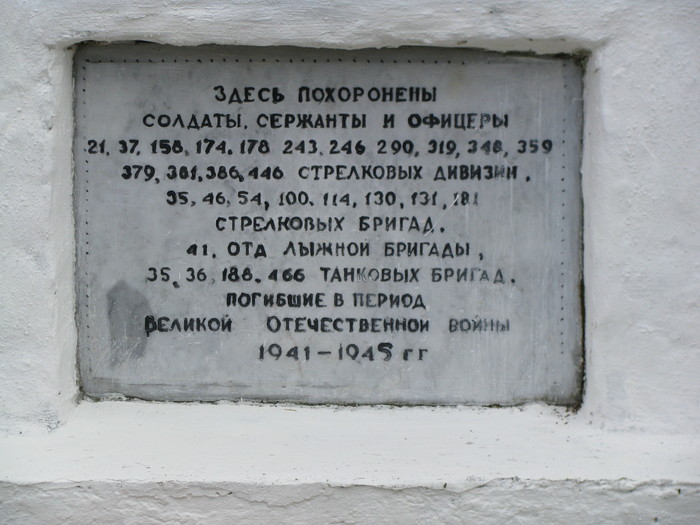 ЗДЕСЬ ПОХОРОНЕНЫ
СОЛДАТЫ, СЕРЖАНТЫ И ОФИЦЕРЫ
21, 37, 158, 174, 178 243, 246 290, 319, 348, 359
379, 381, 386, 446 СТРЕЛКОВЫХ ДИВИЗИИ,
35, 46, 54, 100, 114, 130, 131, 181
СТРЕЛКОВЫХ БРИГАД,
41, ОТД ЛЫЖНОЙ БРИГАДЫ,
35, 36, 188, 466 ТАНКОВЫХ БРИГАД,
ПОГИБШИЕ В ПЕРИОД
ВЕЛИКОЙ ОТЕЧЕСТВЕННОЙ ВОЙНЫ
1941-1945 гг